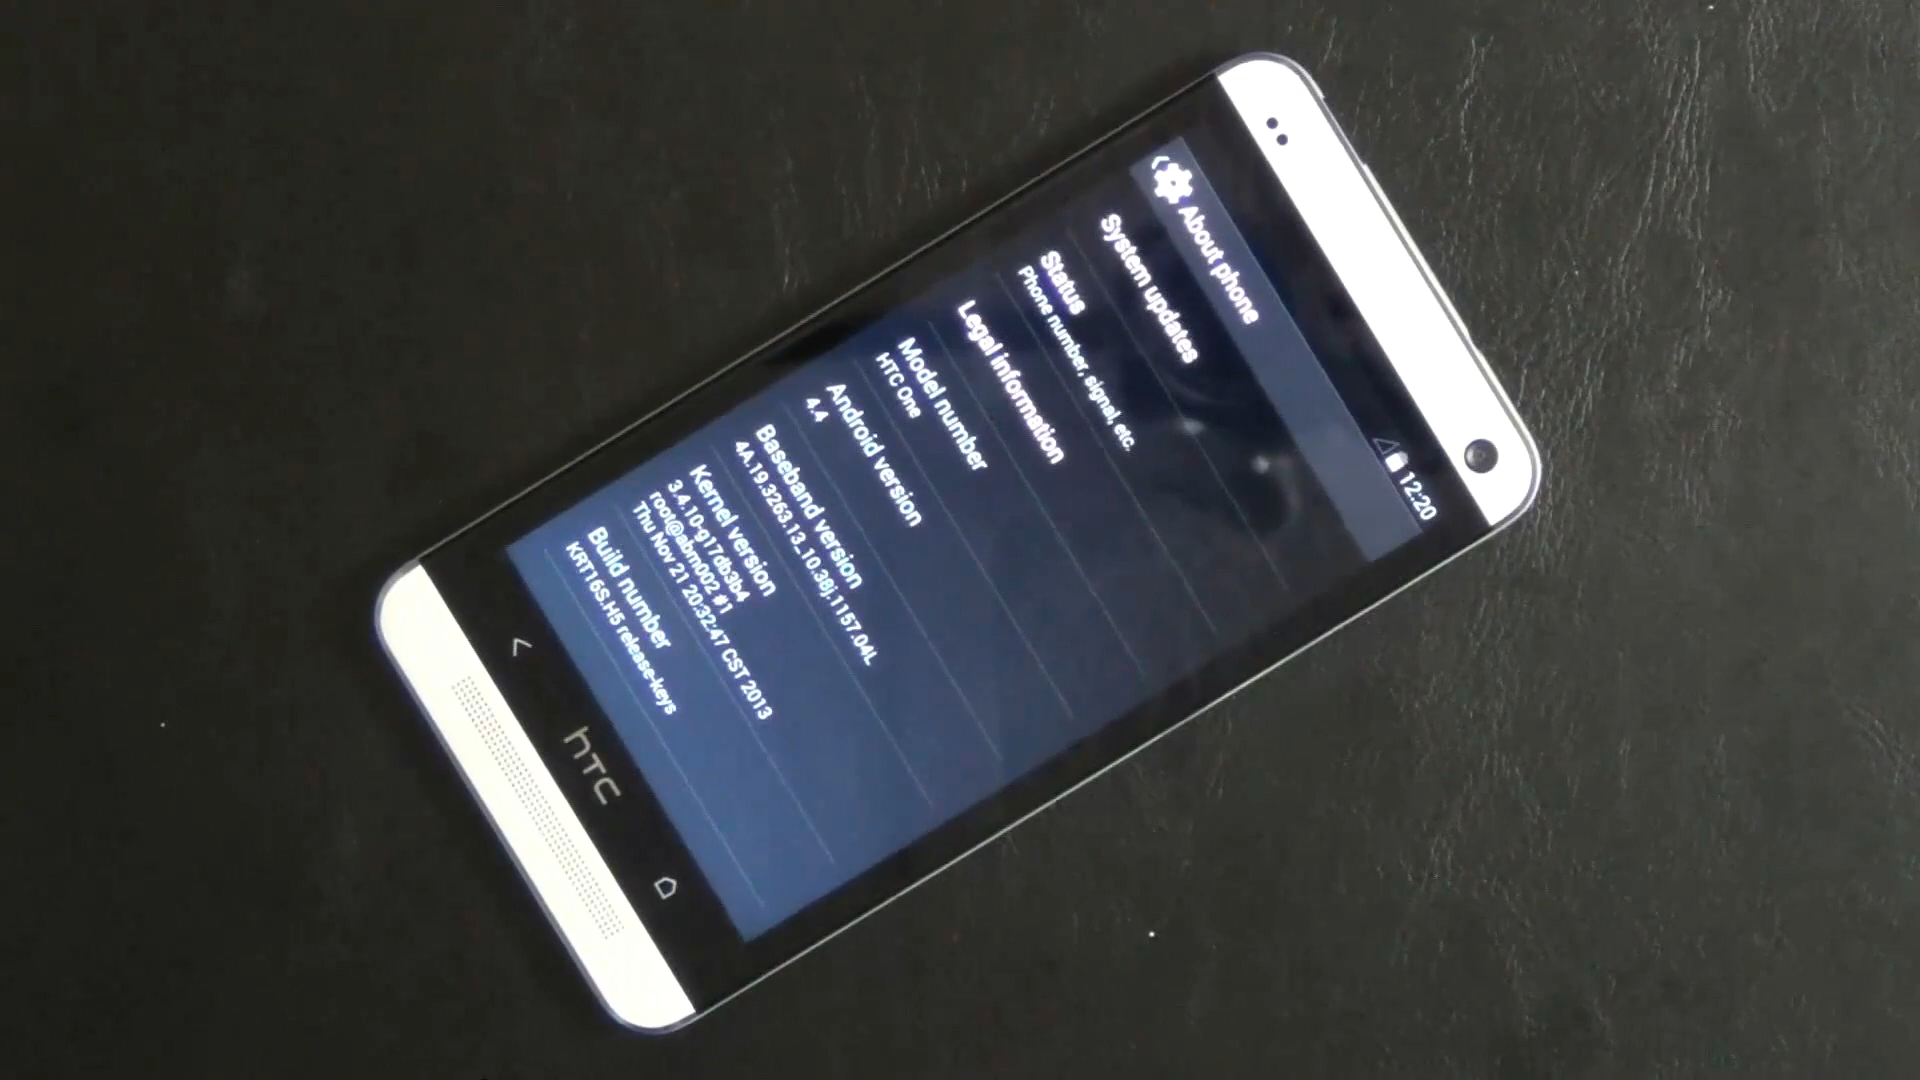 12:20
About phone
System updates
Status
Phone number, signal, etc.
Legal information
Model number
HTC One
Android version
4.4
Baseband version
4A.19.3263.13_10.38j.1157.04L
Kernel version
3.4.10-g17db3b4
root@abm002 #1
Thu Nov 21 20:32:47 CST 2013
Build number
KRT16S.H5 release-keys
hTC